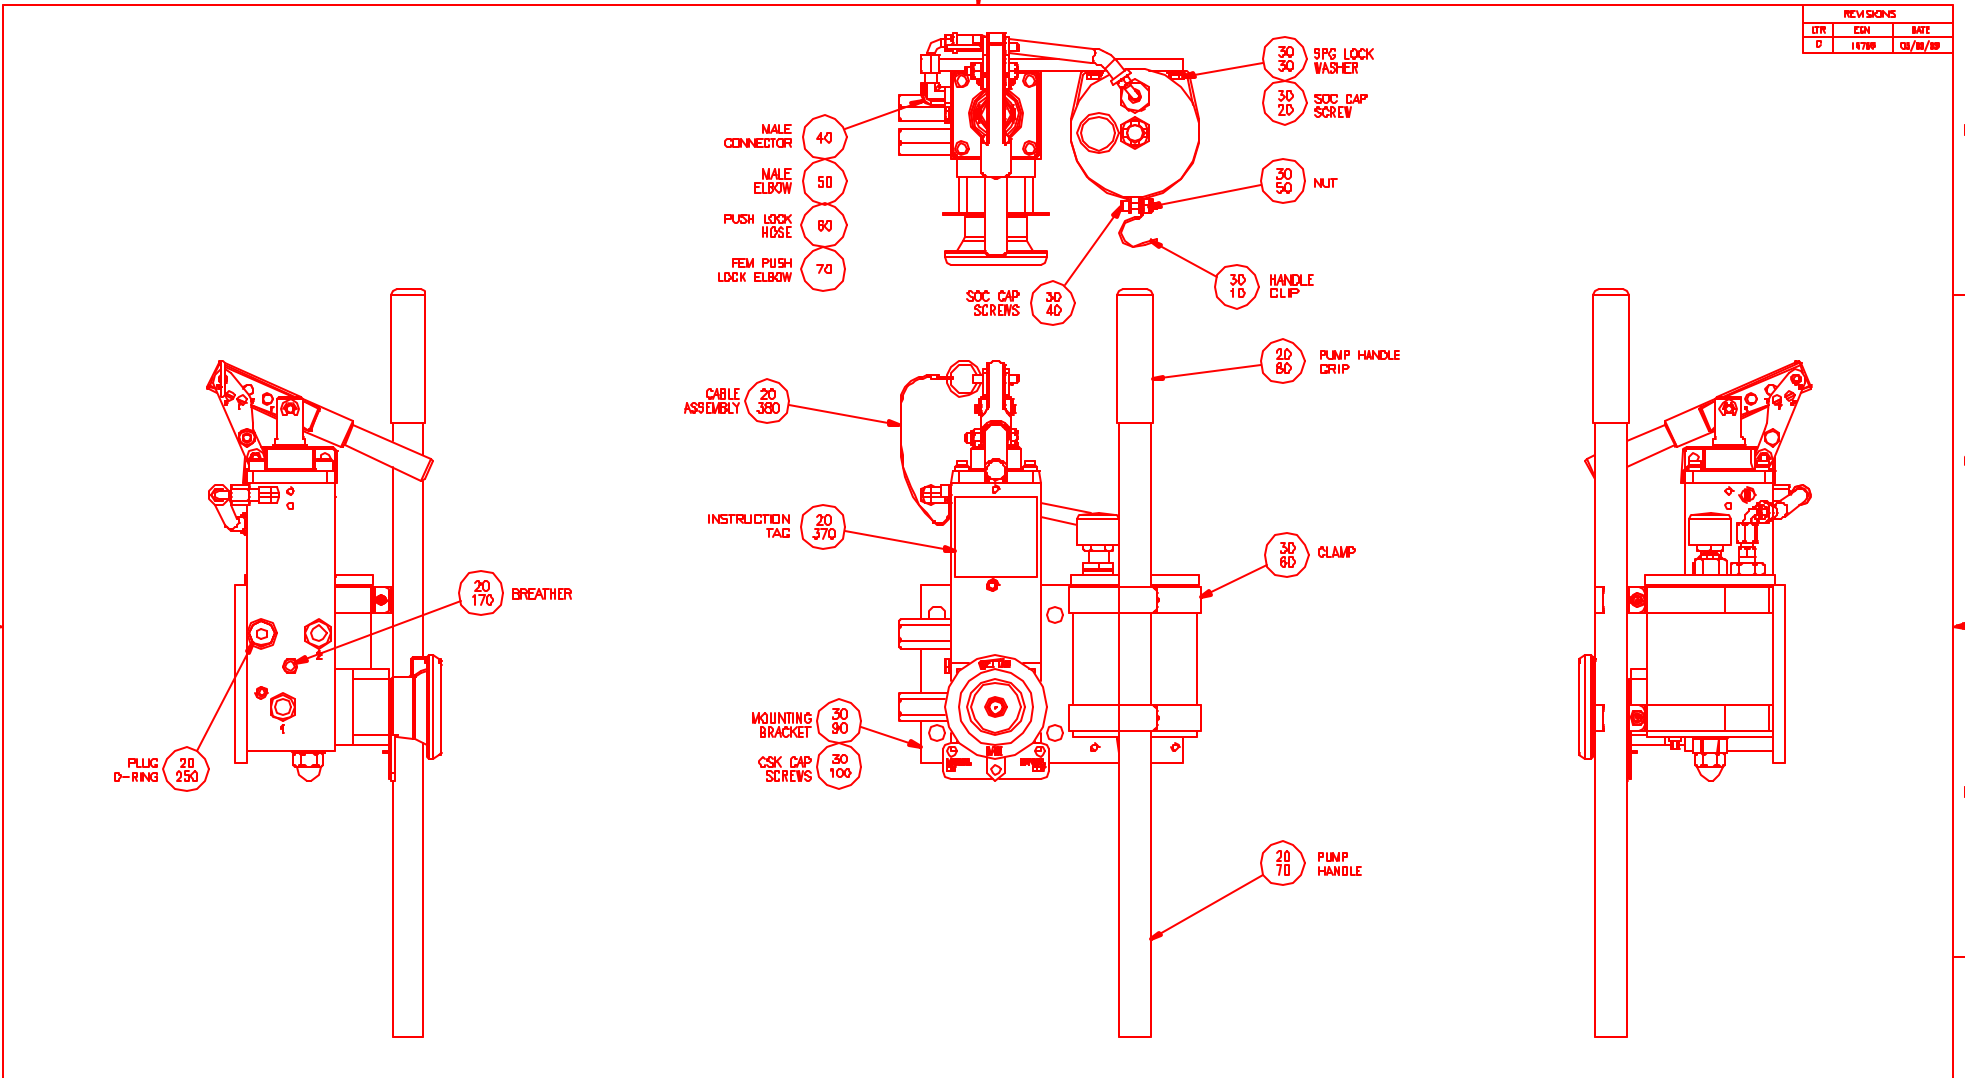 REVISIONS
LTR ECN DATE
30
30
SPG LOCK
WASHER
30
20
SOC CAP
SCREW
MALE
CONNECTOR
40
MALE
ELBOW
50
30
50
NUT
PUSH LOCK
HOSE
60
FEM PUSH
LOCK ELBOW
70
30
10
HANDLE
CLIP
SOC CAP
SCREWS
30
40
20
60
PUMP HANDLE
GRIP
CABLE
ASSEMBLY
20
380
INSTRUCTION
TAG
20
370
30
60
CLAMP
20
170
BREATHER
2
1
MOUNTING
BRACKET
30
90
CSK CAP
SCREWS
30
100
PLUG
O-RING
20
250
20
70
PUMP
HANDLE